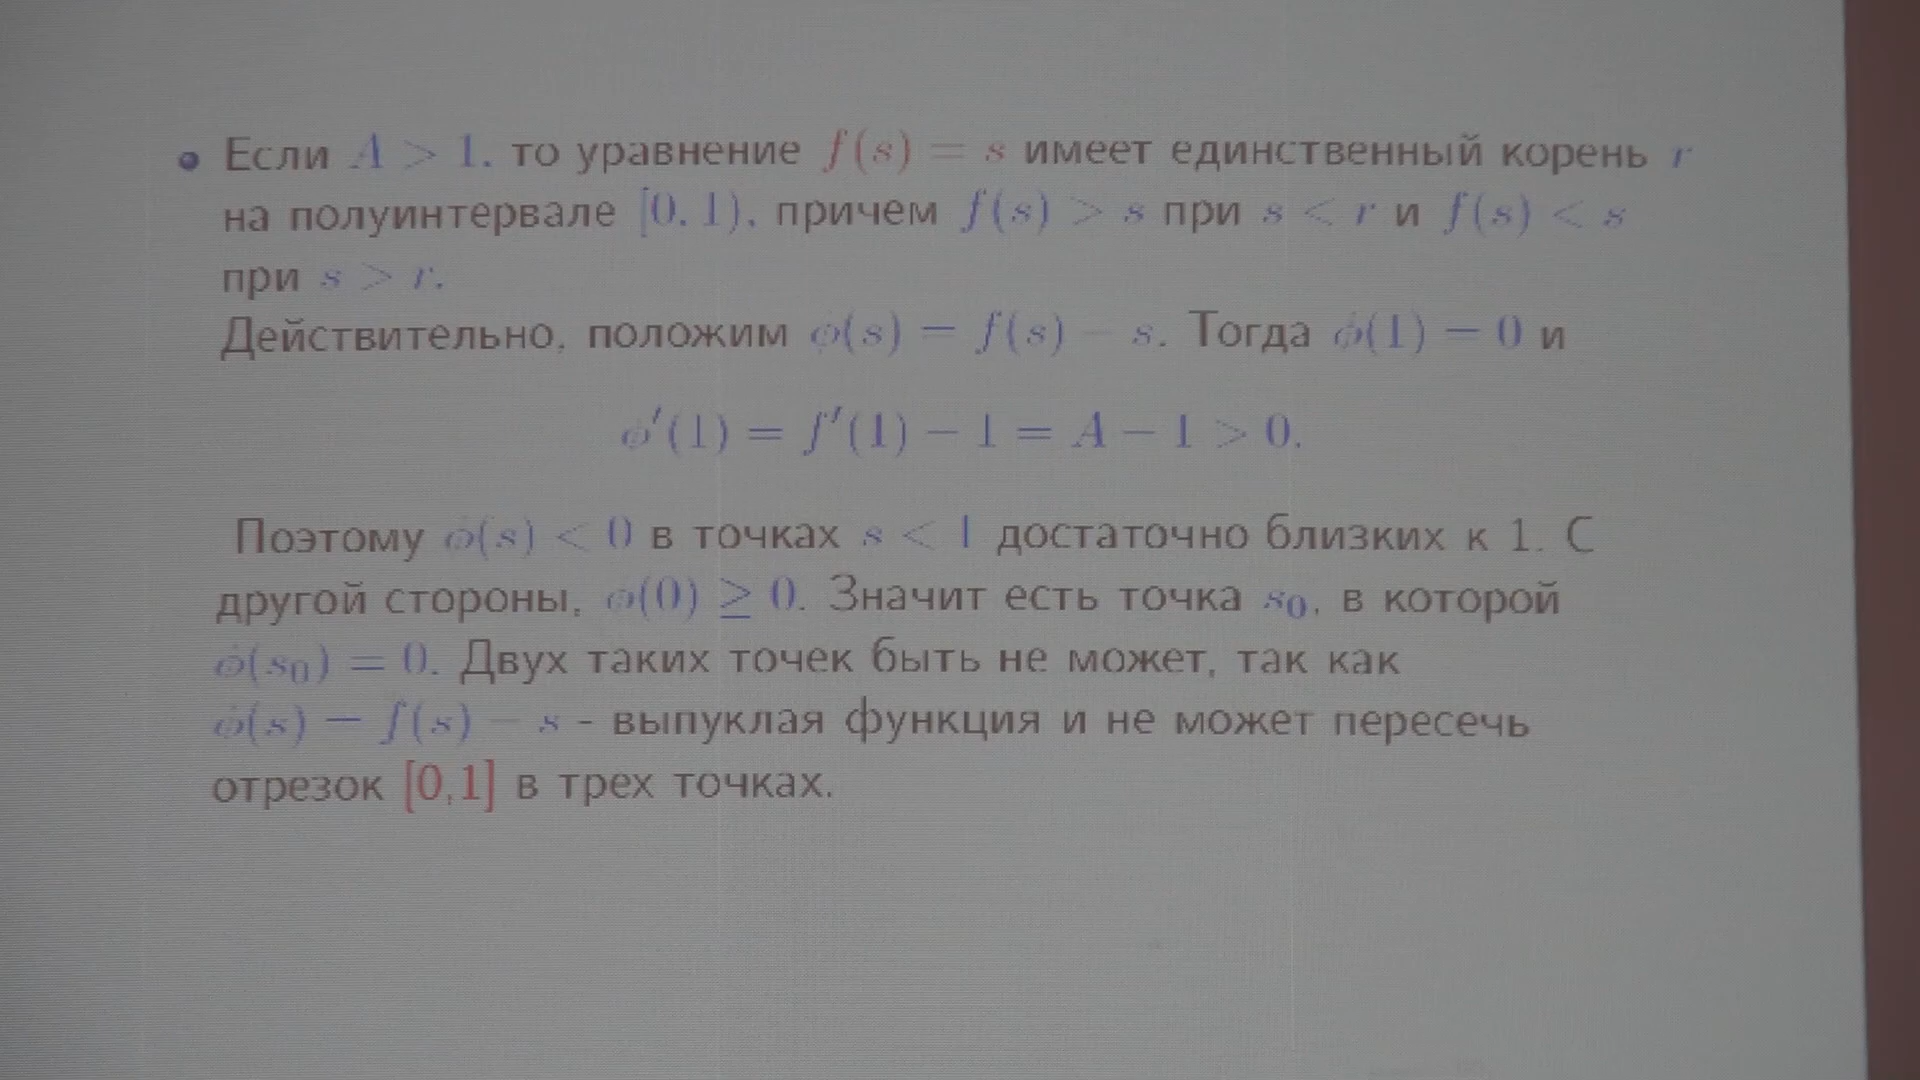 • Если A > 1, то уравнение f(s) = s имеет единственный корень r
на полуинтервале [0, 1), причем f(s) > s при s < r и f(s) < s
при s > r.
Действительно, положим ϕ(s) = f(s) − s. Тогда ϕ(1) = 0 и
ϕ′(1) = f′(1) − 1 = A − 1 > 0.
Поэтому ϕ(s) < 0 в точках s < 1 достаточно близких к 1. С
другой стороны, ϕ(0) ≥ 0. Значит есть точка s₀, в которой
ϕ(s₀) = 0. Двух таких точек быть не может, так как
ϕ(s) = f(s) − s - выпуклая функция и не может пересечь
отрезок [0,1] в трех точках.